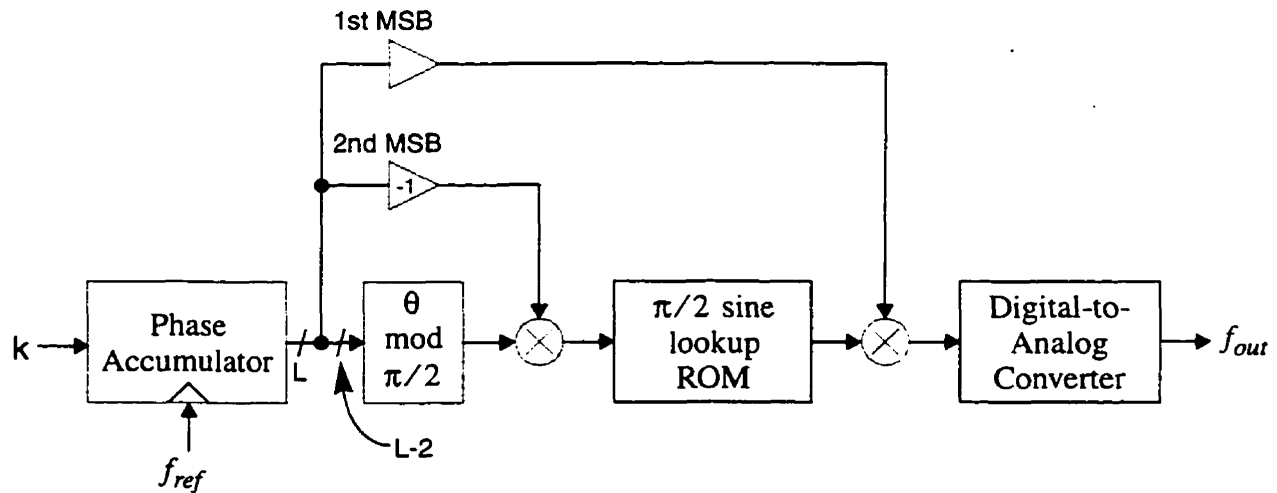 1st MSB
2nd MSB
-1
k
Phase
Accumulator
L
θ
mod
π/2
π/2 sine
lookup
ROM
Digital-to-
Analog
Converter
f_out
L-2
f_ref